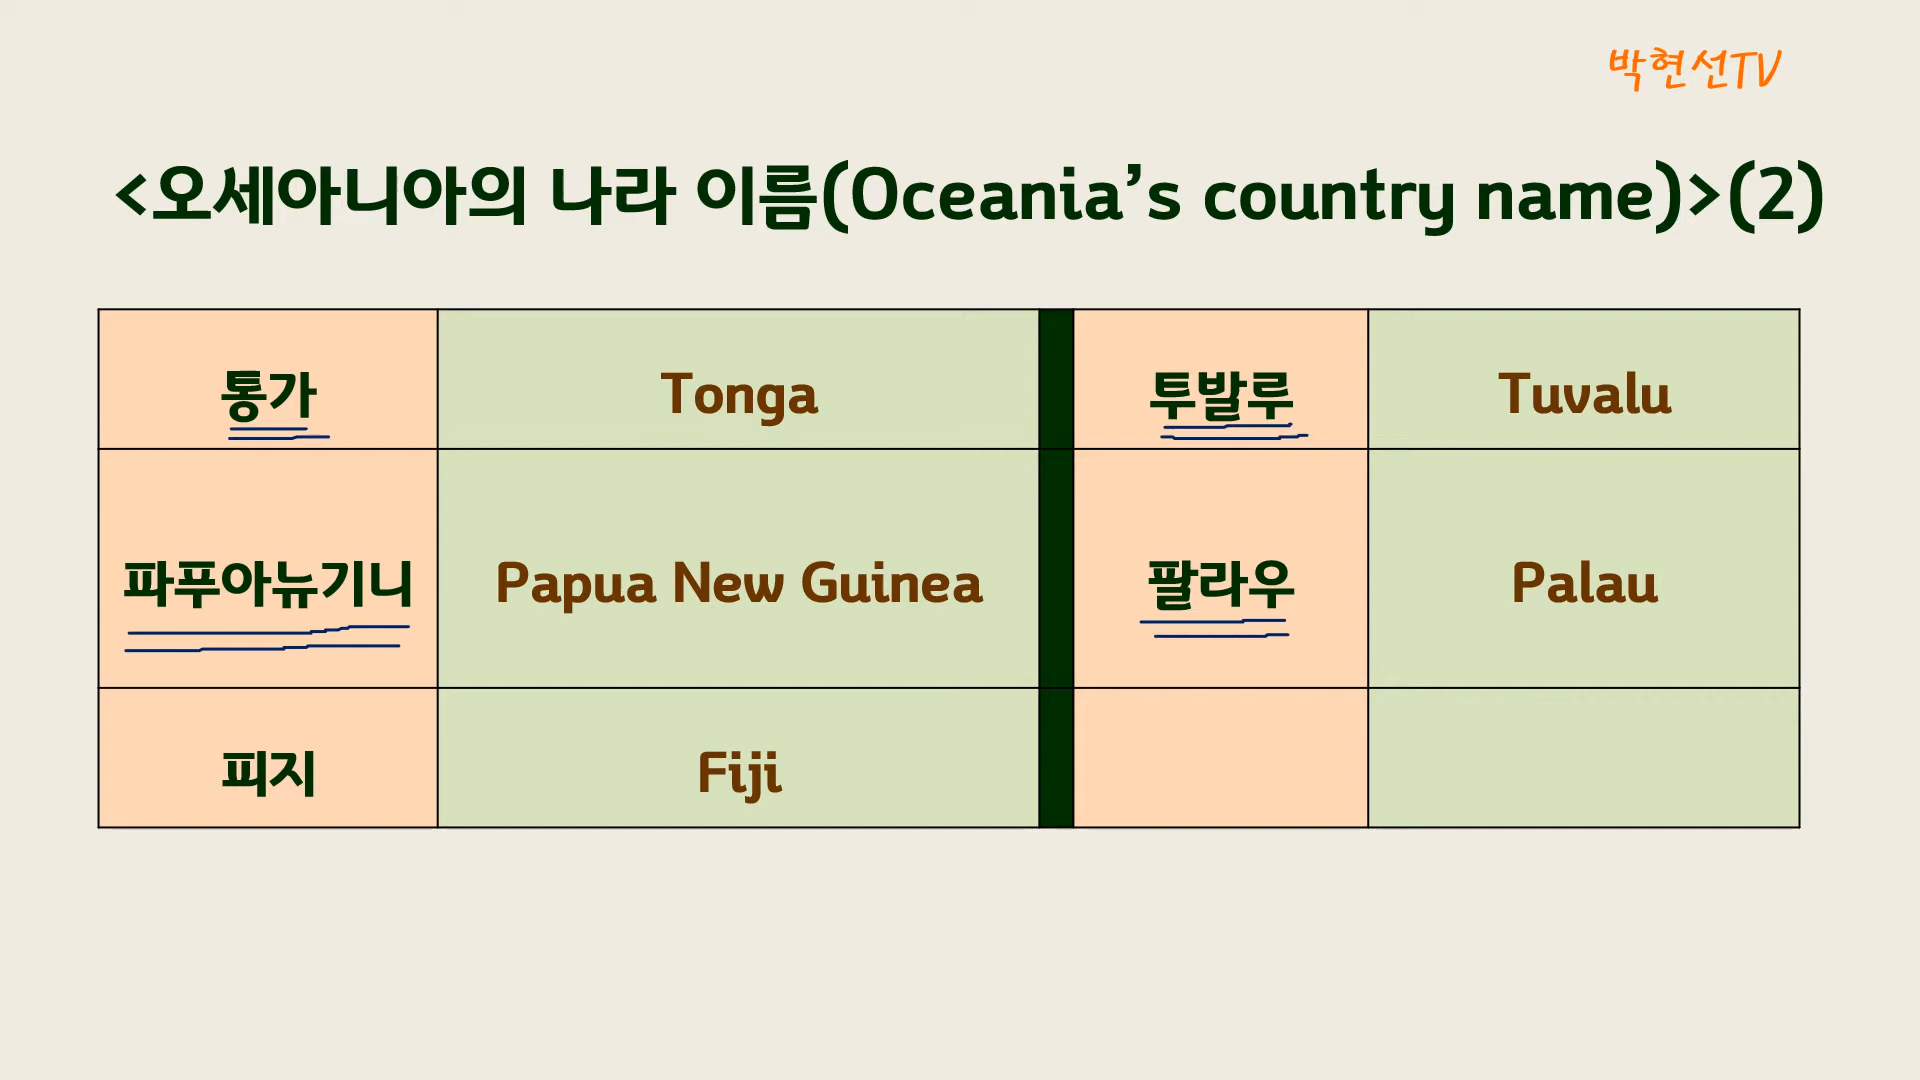 박현선TV
<오세아니아의 나라 이름(Oceania’s country name)>(2)
통가 Tonga 투발루 Tuvalu
파푸아뉴기니 Papua New Guinea 팔라우 Palau
피지 Fiji